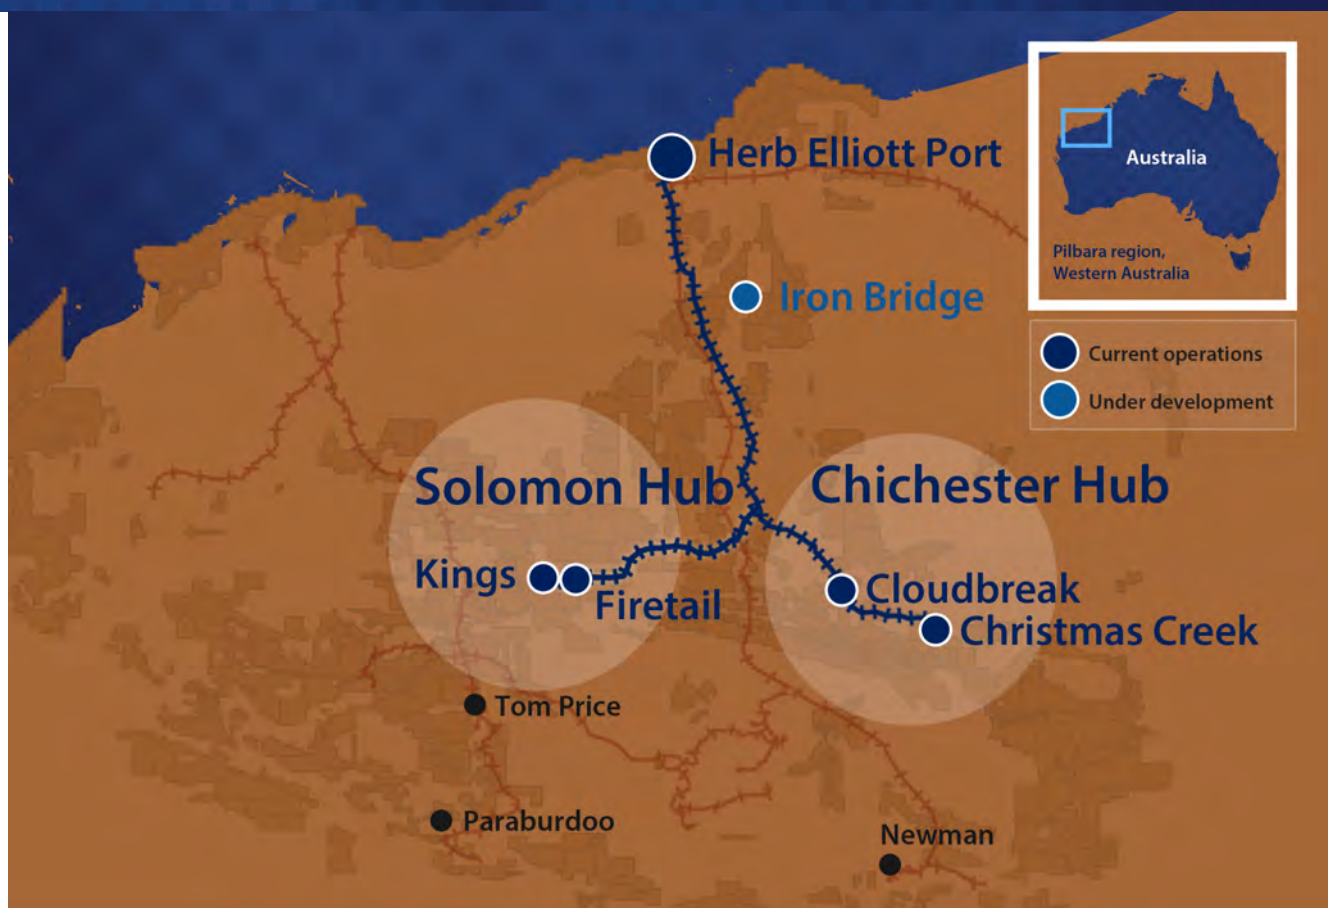 Herb Elliott Port
Australia
Pilbara region,
Western Australia
Iron Bridge
Current operations
Under development
Solomon Hub
Chichester Hub
Kings
Firetail
Cloudbreak
Christmas Creek
Tom Price
Paraburdoo
Newman